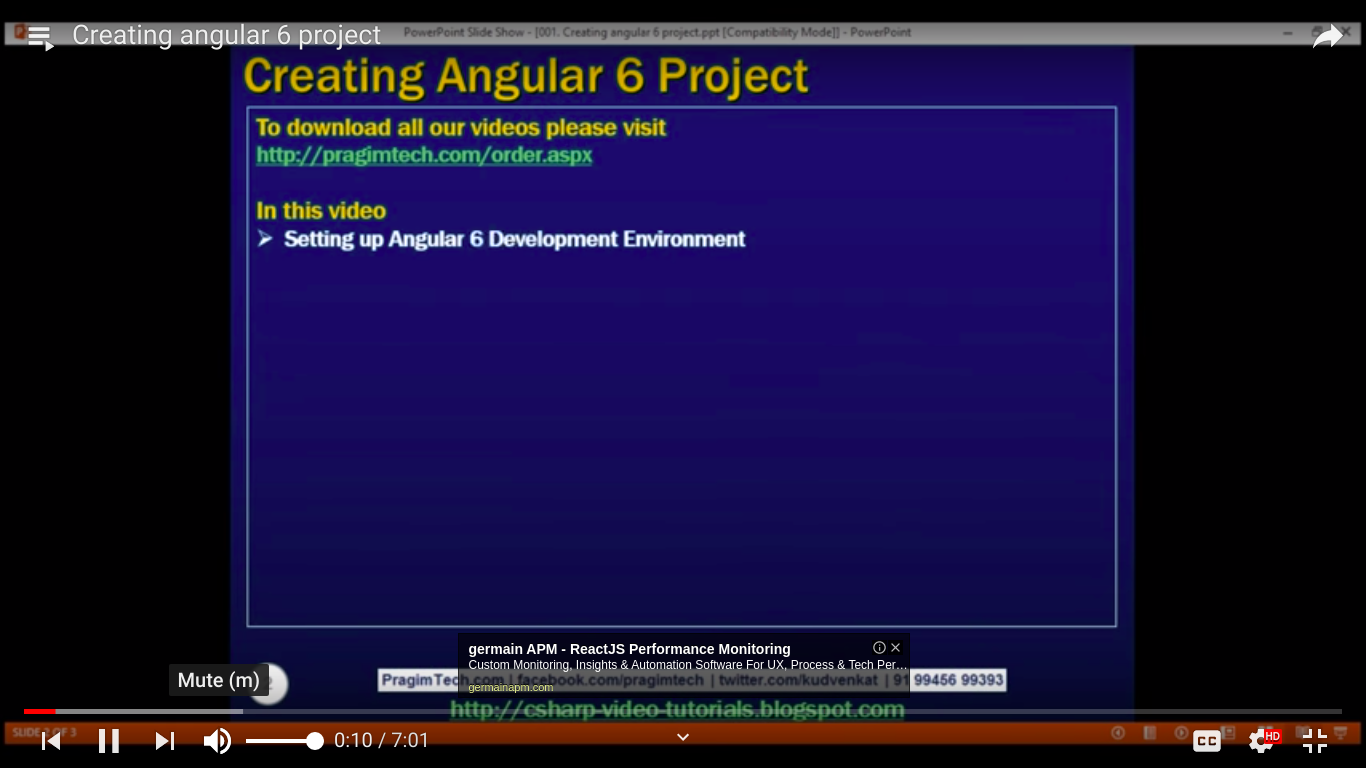 Creating angular 6 project
PowerPoint Slide Show - [001. Creating angular 6 project.ppt [Compatibility Mode]] - PowerPoint
Creating Angular 6 Project
To download all our videos please visit
http://pragimtech.com/order.aspx
In this video
➢ Setting up Angular 6 Development Environment
germain APM - ReactJS Performance Monitoring
Custom Monitoring, Insights & Automation Software For UX, Process & Tech Per…
germainapm.com
Mute (m)
2
PragimTech.com | facebook.com/pragimtech | twitter.com/kudvenkat | 91 99456 99393
http://csharp-video-tutorials.blogspot.com
SLIDE 2 OF 3
0:10 / 7:01
CC
HD